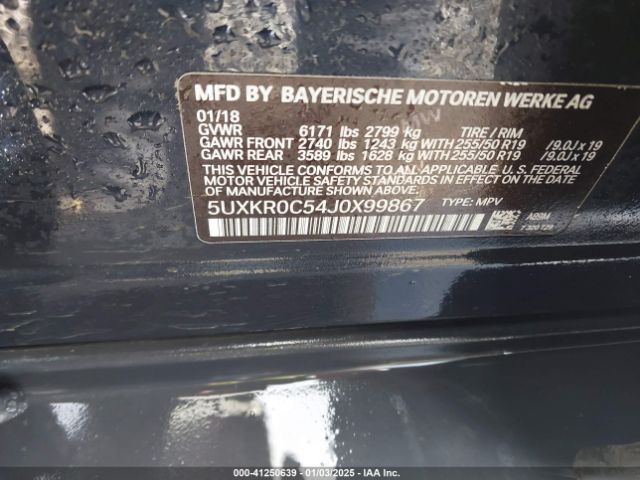 MFD BY BAYERISCHE MOTOREN WERKE AG
01/18
GVWR 6171 lbs 2799 kg TIRE / RIM
GAWR FRONT 2740 lbs 1243 kg WITH 255/50 R19 /9.0J x 19
GAWR REAR 3589 lbs 1628 kg WITH 255/50 R19 /9.0J x 19
THIS VEHICLE CONFORMS TO ALL APPLICABLE U.S. FEDERAL
MOTOR VEHICLE SAFETY STANDARDS IN EFFECT ON THE DATE
OF MANUFACTURE SHOWN ABOVE.
5UXKR0C54J0X99867 TYPE: MPV
000-41250639 - 01/03/2025 - IAA Inc.